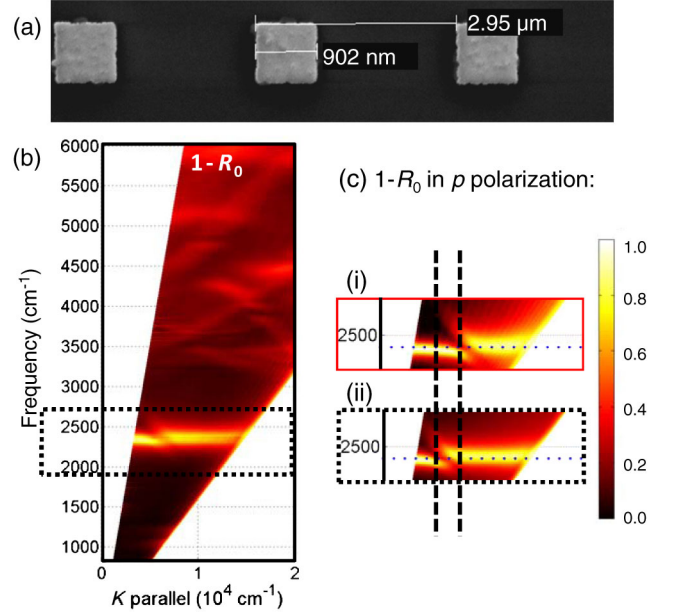 (a)
2.95 µm
902 nm
(b)
1-R0
Frequency (cm-1)
6000
5500
5000
4500
4000
3500
3000
2500
2000
1500
1000
0
1
2
K parallel (10^4 cm-1)
(c) 1-R0 in p polarization:
(i)
2500
(ii)
2500
1.0
0.8
0.6
0.4
0.2
0.0